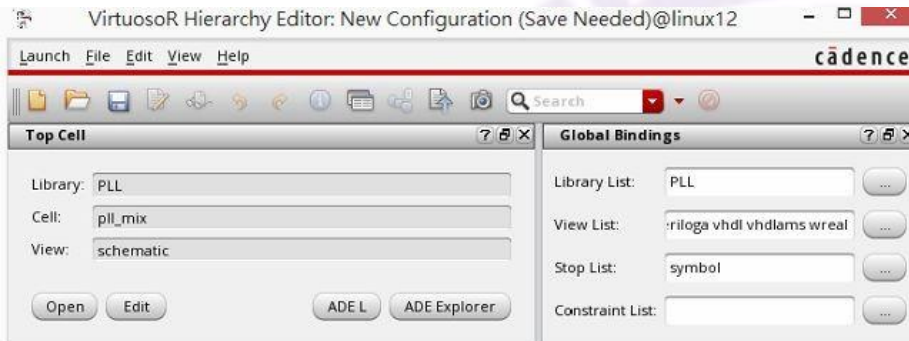 VirtuosoR Hierarchy Editor: New Configuration (Save Needed)@linux12
Launch File Edit View Help
cādence
Search
Top Cell
Library: PLL
Cell: pll_mix
View: schematic
Open Edit ADE L ADE Explorer
Global Bindings
Library List: PLL ...
View List: riloga vhdl vhdlams wreal ...
Stop List: symbol ...
Constraint List: ...